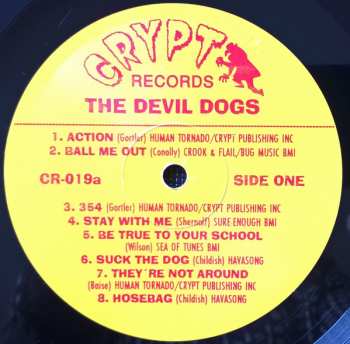 CRYPT
RECORDS
THE DEVIL DOGS
1. ACTION (Gortler) HUMAN TORNADO/CRYPT PUBLISHING INC
2. BALL ME OUT (Conolly) CROOK & FLAIL/BUG MUSIC BMI
CR-019a SIDE ONE
3. 354 (Gortler) HUMAN TORNADO/CRYPT PUBLISHING INC
4. STAY WITH ME (Shernoff) SURE ENOUGH BMI
5. BE TRUE TO YOUR SCHOOL
(Wilson) SEA OF TUNES BMI
6. SUCK THE DOG (Childish) HAVASONG
7. THEY´RE NOT AROUND
(Baise) HUMAN TORNADO/CRYPT PUBLISHING INC
8. HOSEBAG (Childish) HAVASONG